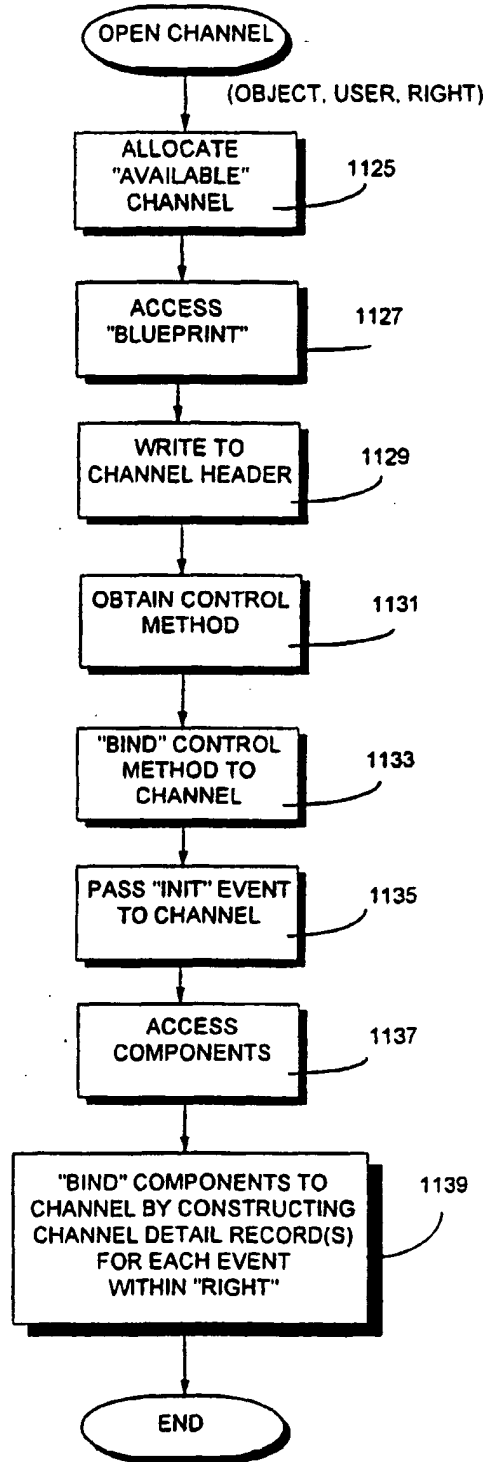 OPEN CHANNEL
(OBJECT, USER, RIGHT)
ALLOCATE
"AVAILABLE"
CHANNEL
1125
ACCESS
"BLUEPRINT"
1127
WRITE TO
CHANNEL HEADER
1129
OBTAIN CONTROL
METHOD
1131
"BIND" CONTROL
METHOD TO
CHANNEL
1133
PASS "INIT" EVENT
TO CHANNEL
1135
ACCESS
COMPONENTS
1137
"BIND" COMPONENTS TO
CHANNEL BY CONSTRUCTING
CHANNEL DETAIL RECORD(S)
FOR EACH EVENT
WITHIN "RIGHT"
1139
END